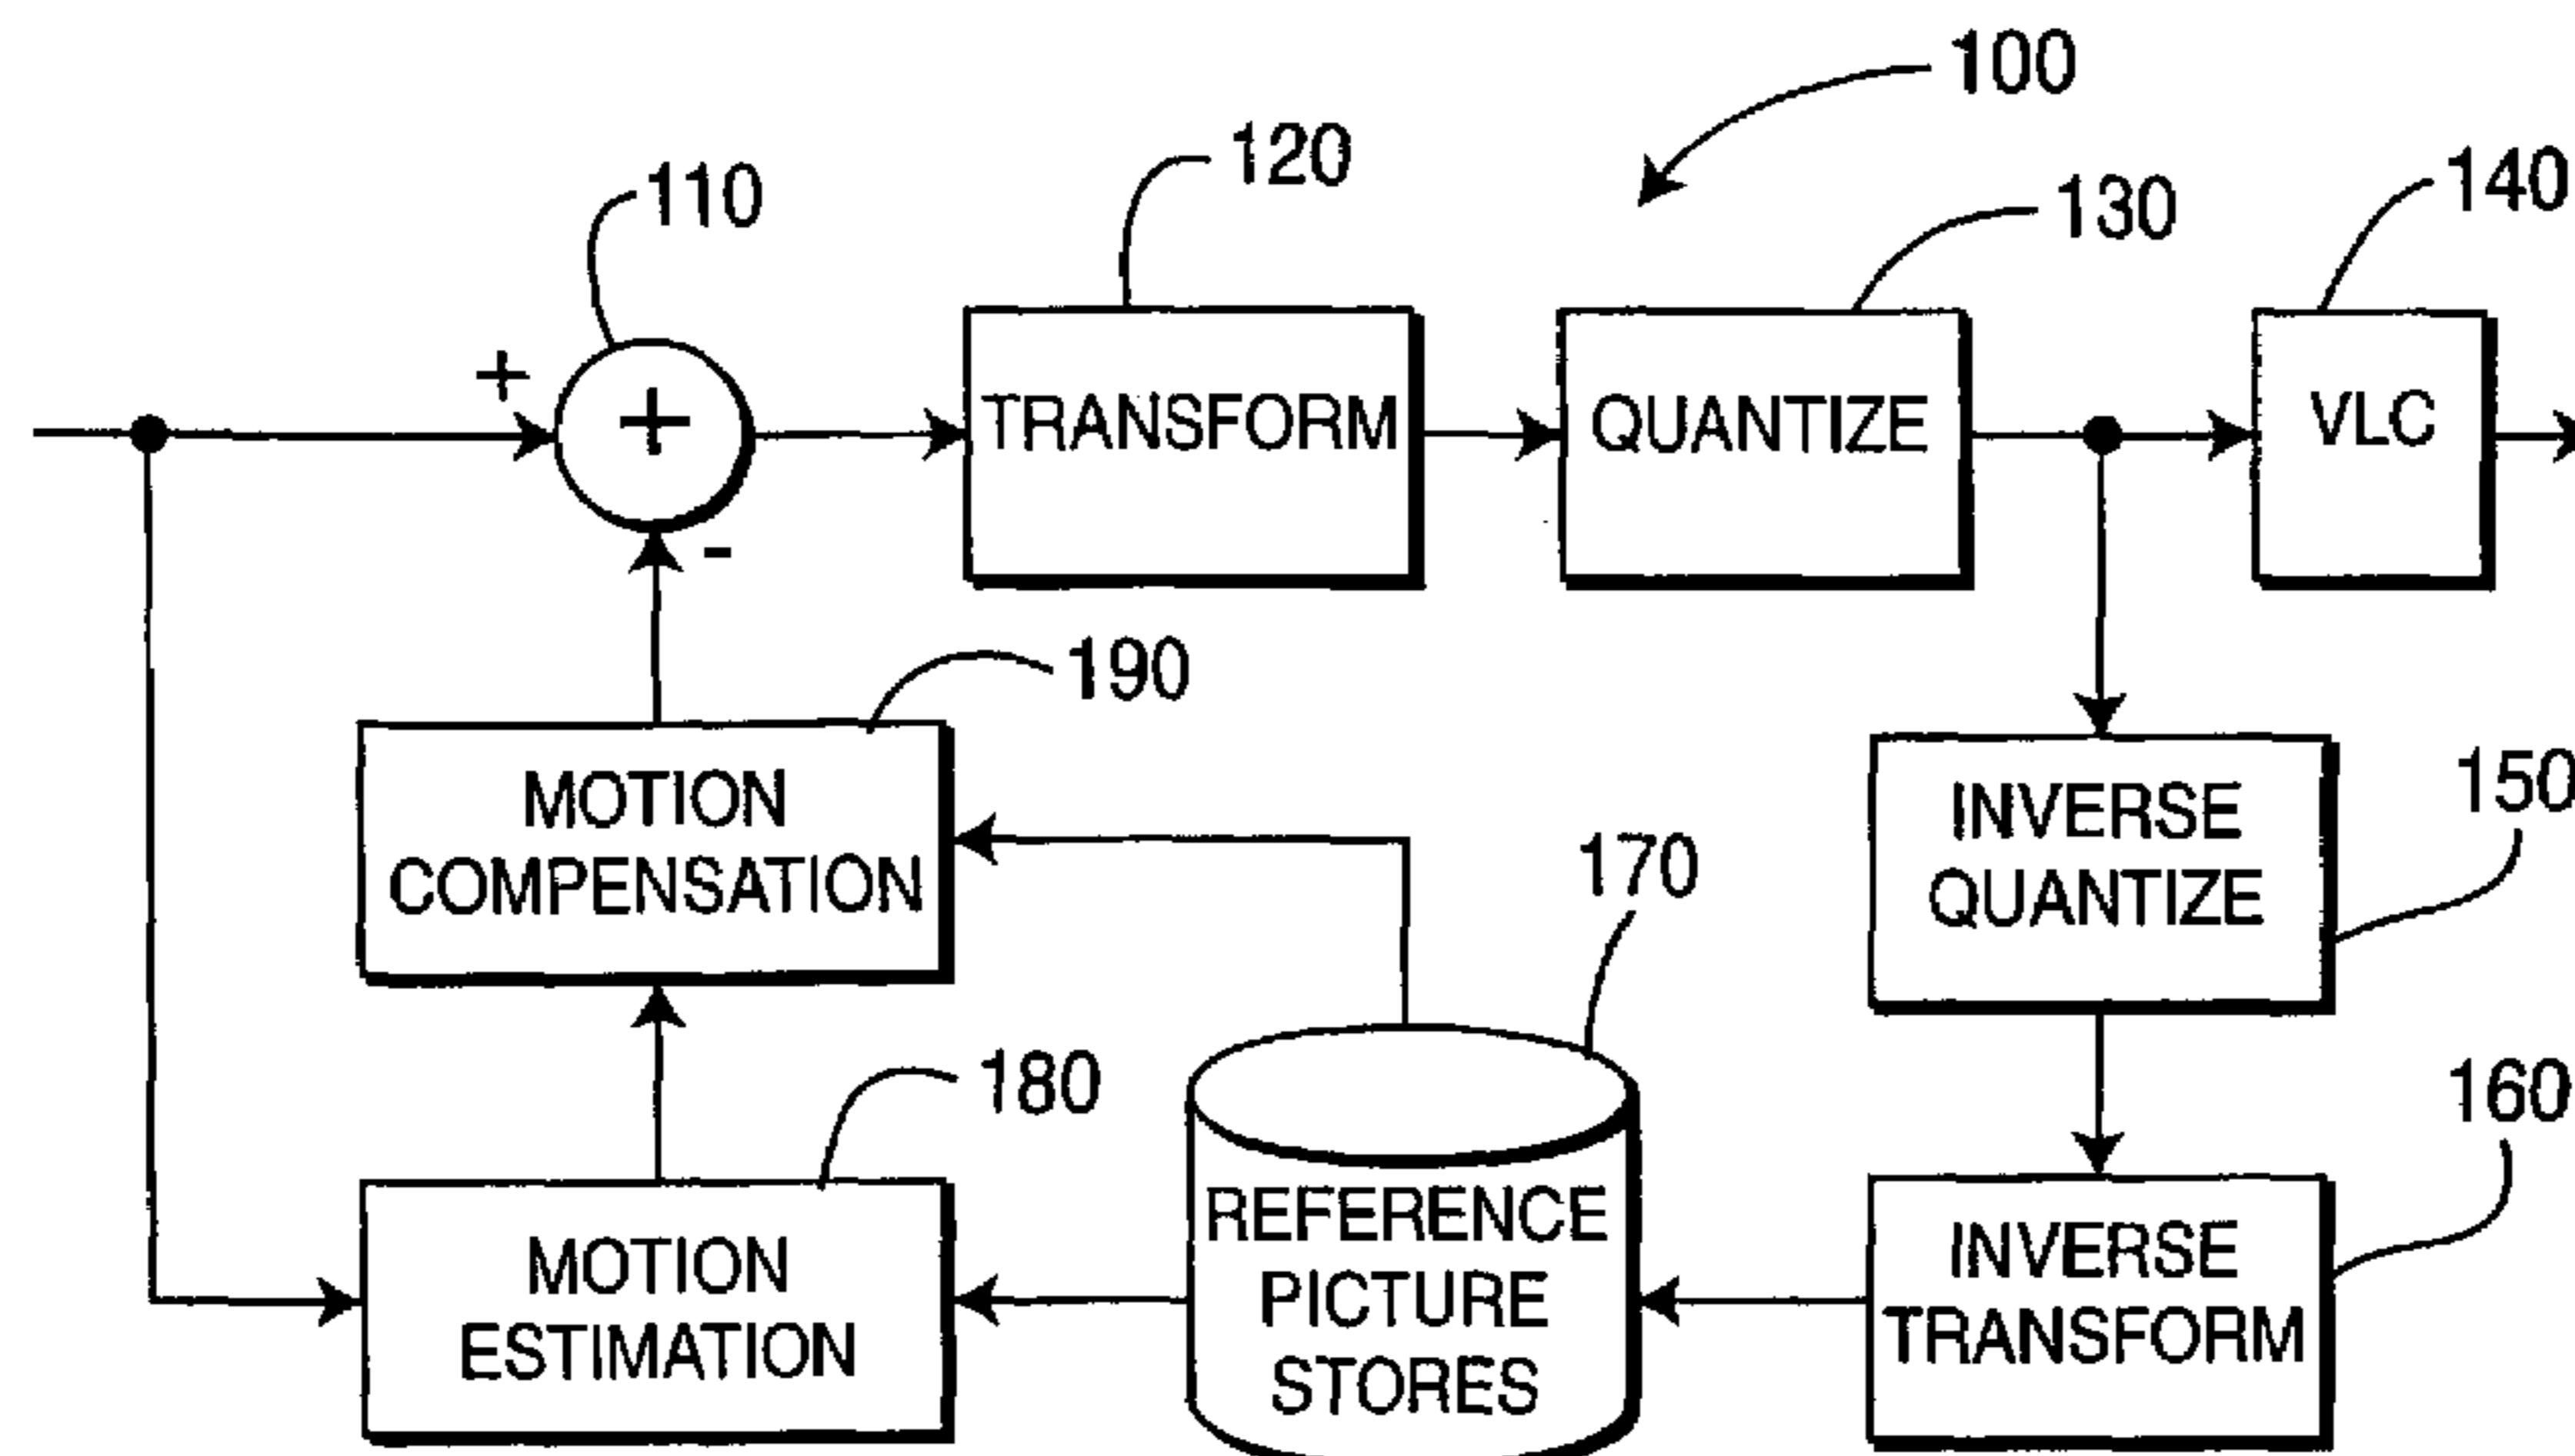 100
120
110
140
130
+
+
TRANSFORM
QUANTIZE
VLC
-
190
MOTION
COMPENSATION
150
INVERSE
QUANTIZE
170
180
160
MOTION
ESTIMATION
REFERENCE
PICTURE
STORES
INVERSE
TRANSFORM